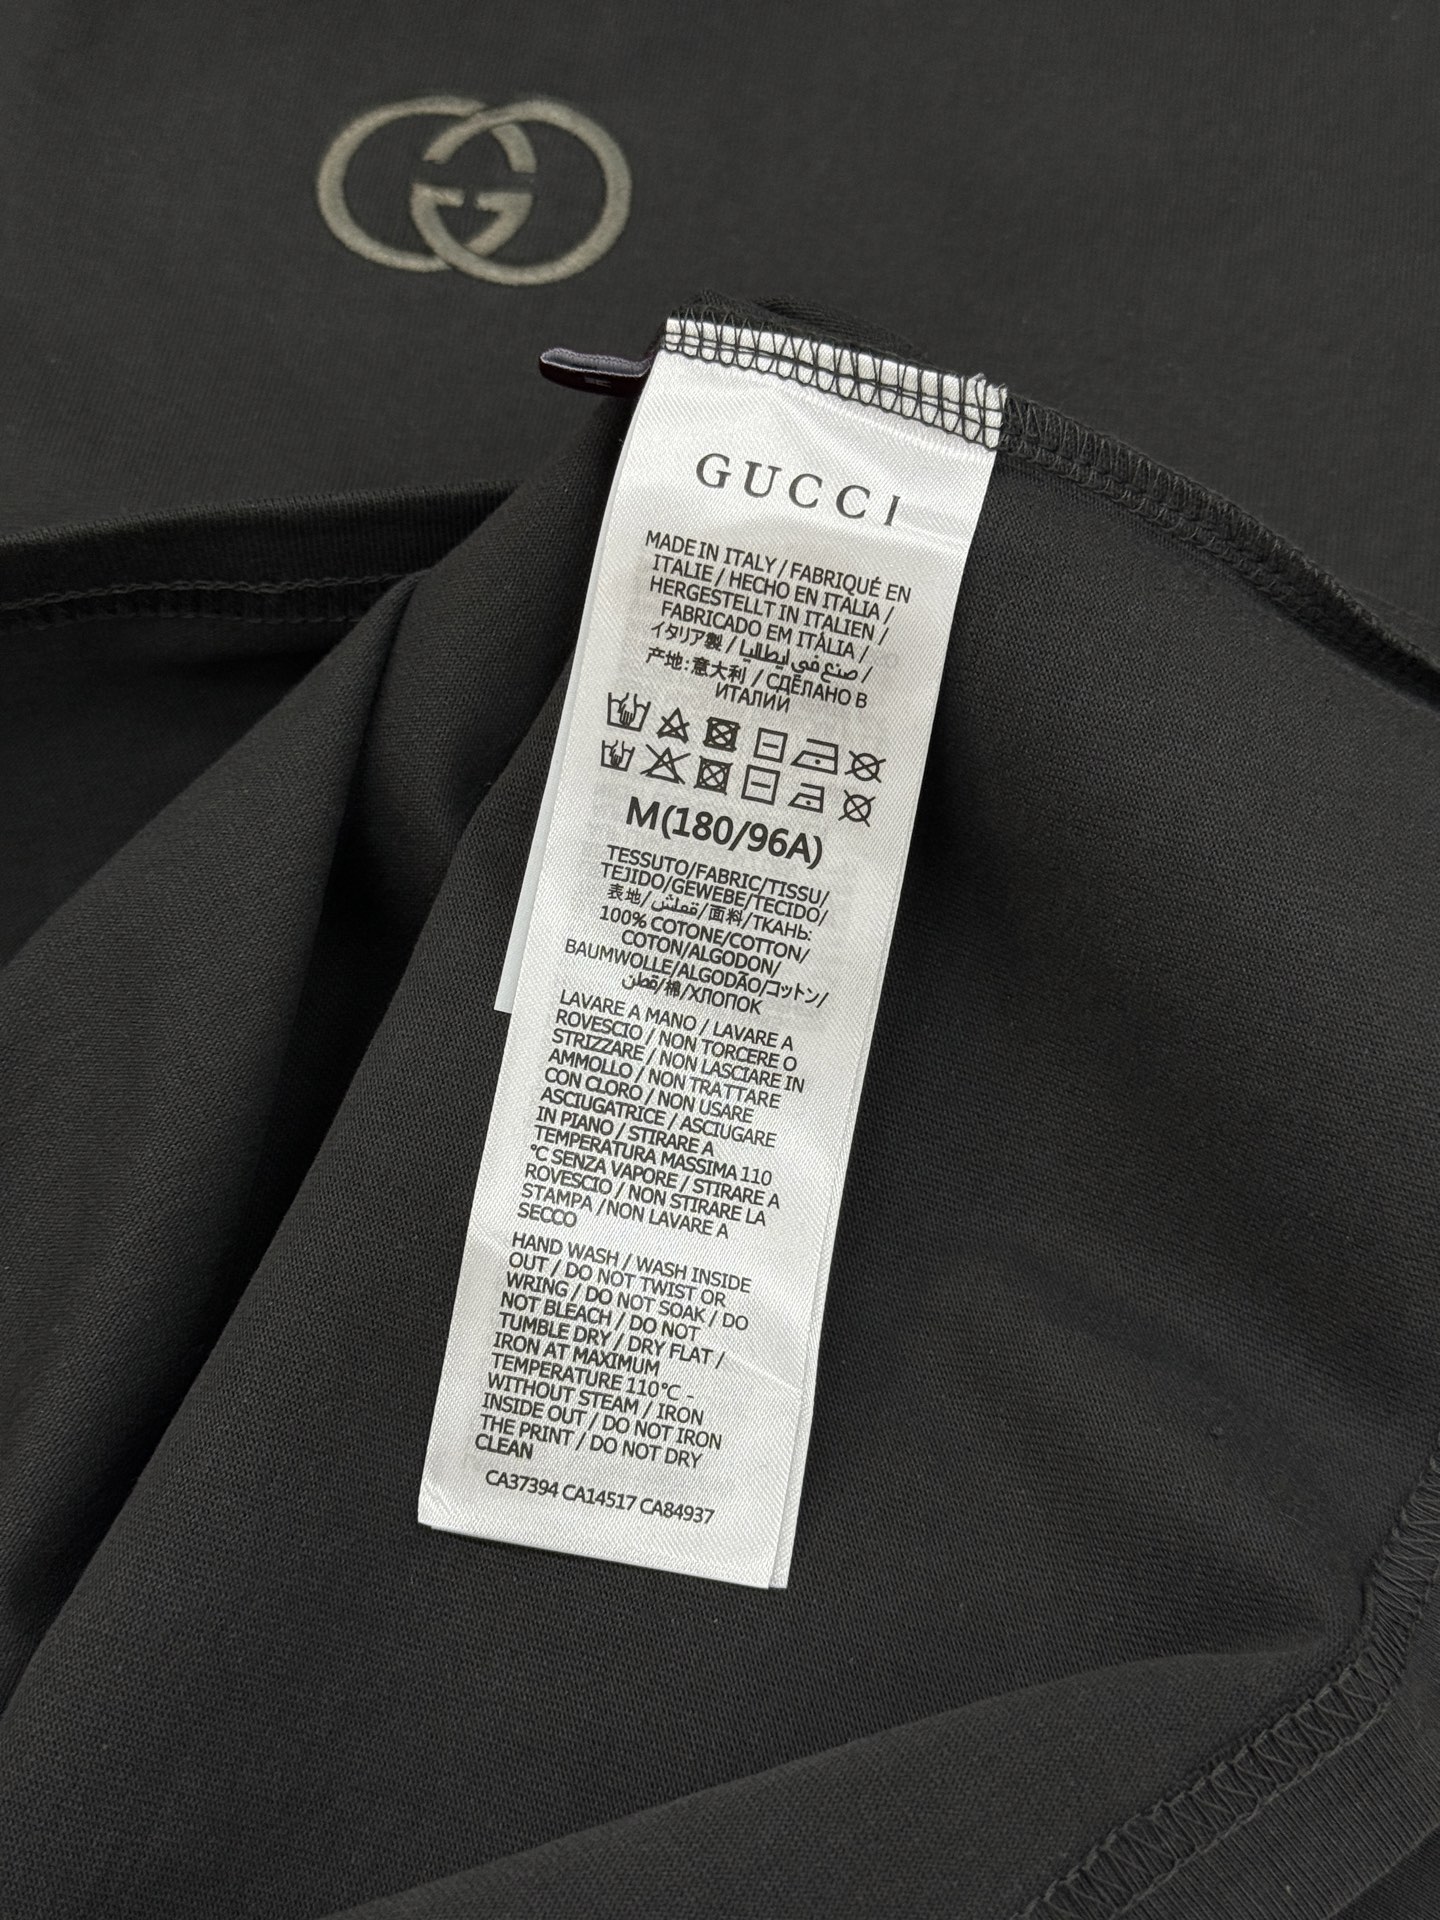 GUCCI
MADE IN ITALY / FABRIQUÉ EN
ITALIE / HECHO EN ITALIA /
HERGESTELLT IN ITALIEN /
FABRICADO EM ITÁLIA /
イタリア製 / صنع في ايطاليا /
产地:意大利 / СДЕЛАНО В
ИТАЛИИ
M(180/96A)
TESSUTO/FABRIC/TISSU/
TEJIDO/GEWEBE/TECIDO/
表地/قماش/面料/ТКАНЬ:
100% COTONE/COTTON/
COTON/ALGODON/
BAUMWOLLE/ALGODÃO/コットン/
قطن/棉/ХЛОПОК
LAVARE A MANO / LAVARE A
ROVESCIO / NON TORCERE O
STRIZZARE / NON LASCIARE IN
AMMOLLO / NON TRATTARE
CON CLORO / NON USARE
ASCIUGATRICE / ASCIUGARE
IN PIANO / STIRARE A
TEMPERATURA MASSIMA 110
°C SENZA VAPORE / STIRARE A
ROVESCIO / NON STIRARE LA
STAMPA /NON LAVARE A
SECCO
HAND WASH / WASH INSIDE
OUT / DO NOT TWIST OR
WRING / DO NOT SOAK / DO
NOT BLEACH / DO NOT
TUMBLE DRY / DRY FLAT /
IRON AT MAXIMUM
TEMPERATURE 110°C -
WITHOUT STEAM / IRON
INSIDE OUT / DO NOT IRON
THE PRINT / DO NOT DRY
CLEAN
CA37394 CA14517 CA84937